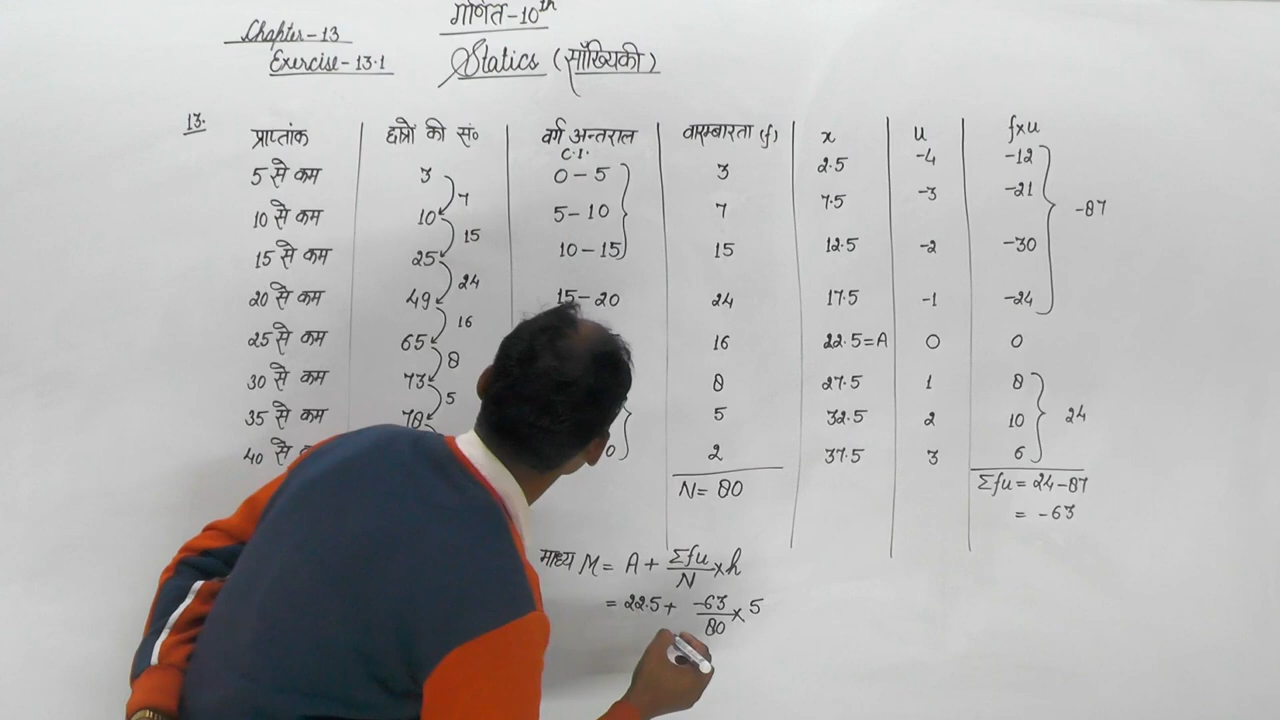 गणित-10th
Chapter-13
Exercise-13.1
Statics (साँख्यिकी)
13.
प्राप्तांक छात्रों की सं० वर्ग अन्तराल वारम्बारता (f) x u f×u
C.I.
5 से कम 3 0-5 3 2.5 -4 -12
7
10 से कम 10 5-10 7 7.5 -3 -21 -87
15
15 से कम 25 10-15 15 12.5 -2 -30
24
20 से कम 49 15-20 24 17.5 -1 -24
16
25 से कम 65 16 22.5=A 0 0
8
30 से कम 73 8 27.5 1 8
5
35 से कम 78 5 32.5 2 10 24
40 से 2 37.5 3 6
N= 80 Σfu = 24-87
= -63
माध्य M = A + Σfu/N × h
= 22.5 + -63/80 × 5